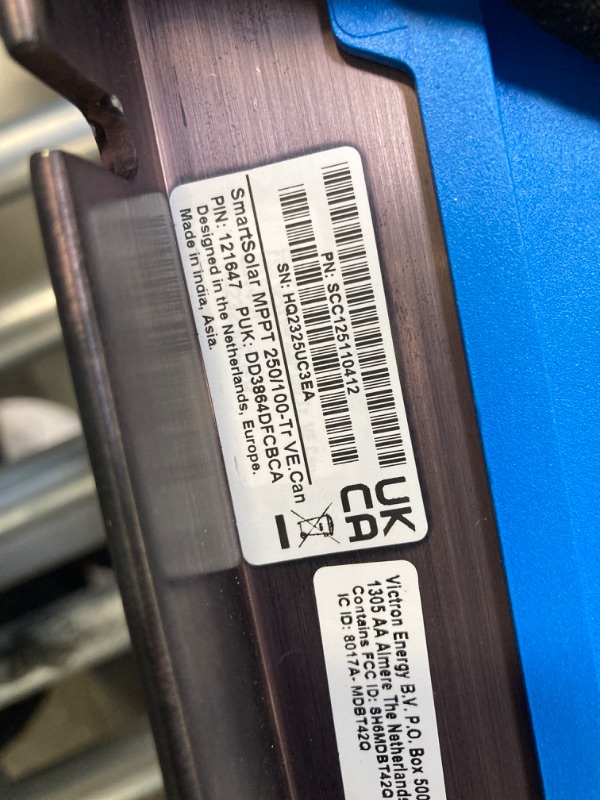 PN: SCC125110412
SN: HQ2325UC3EA
SmartSolar MPPT 250/100-Tr VE.Can
PIN: 121647 PUK: DD3864DFCBCA
Designed in the Netherlands, Europe.
Made in India, Asia.
UK
CA
Victron Energy B.V. P.O. Box 500
1305 AA Almere The Netherland
Contains FCC ID: SH6MDBT42Q
IC ID: 8017A- MDBT42Q